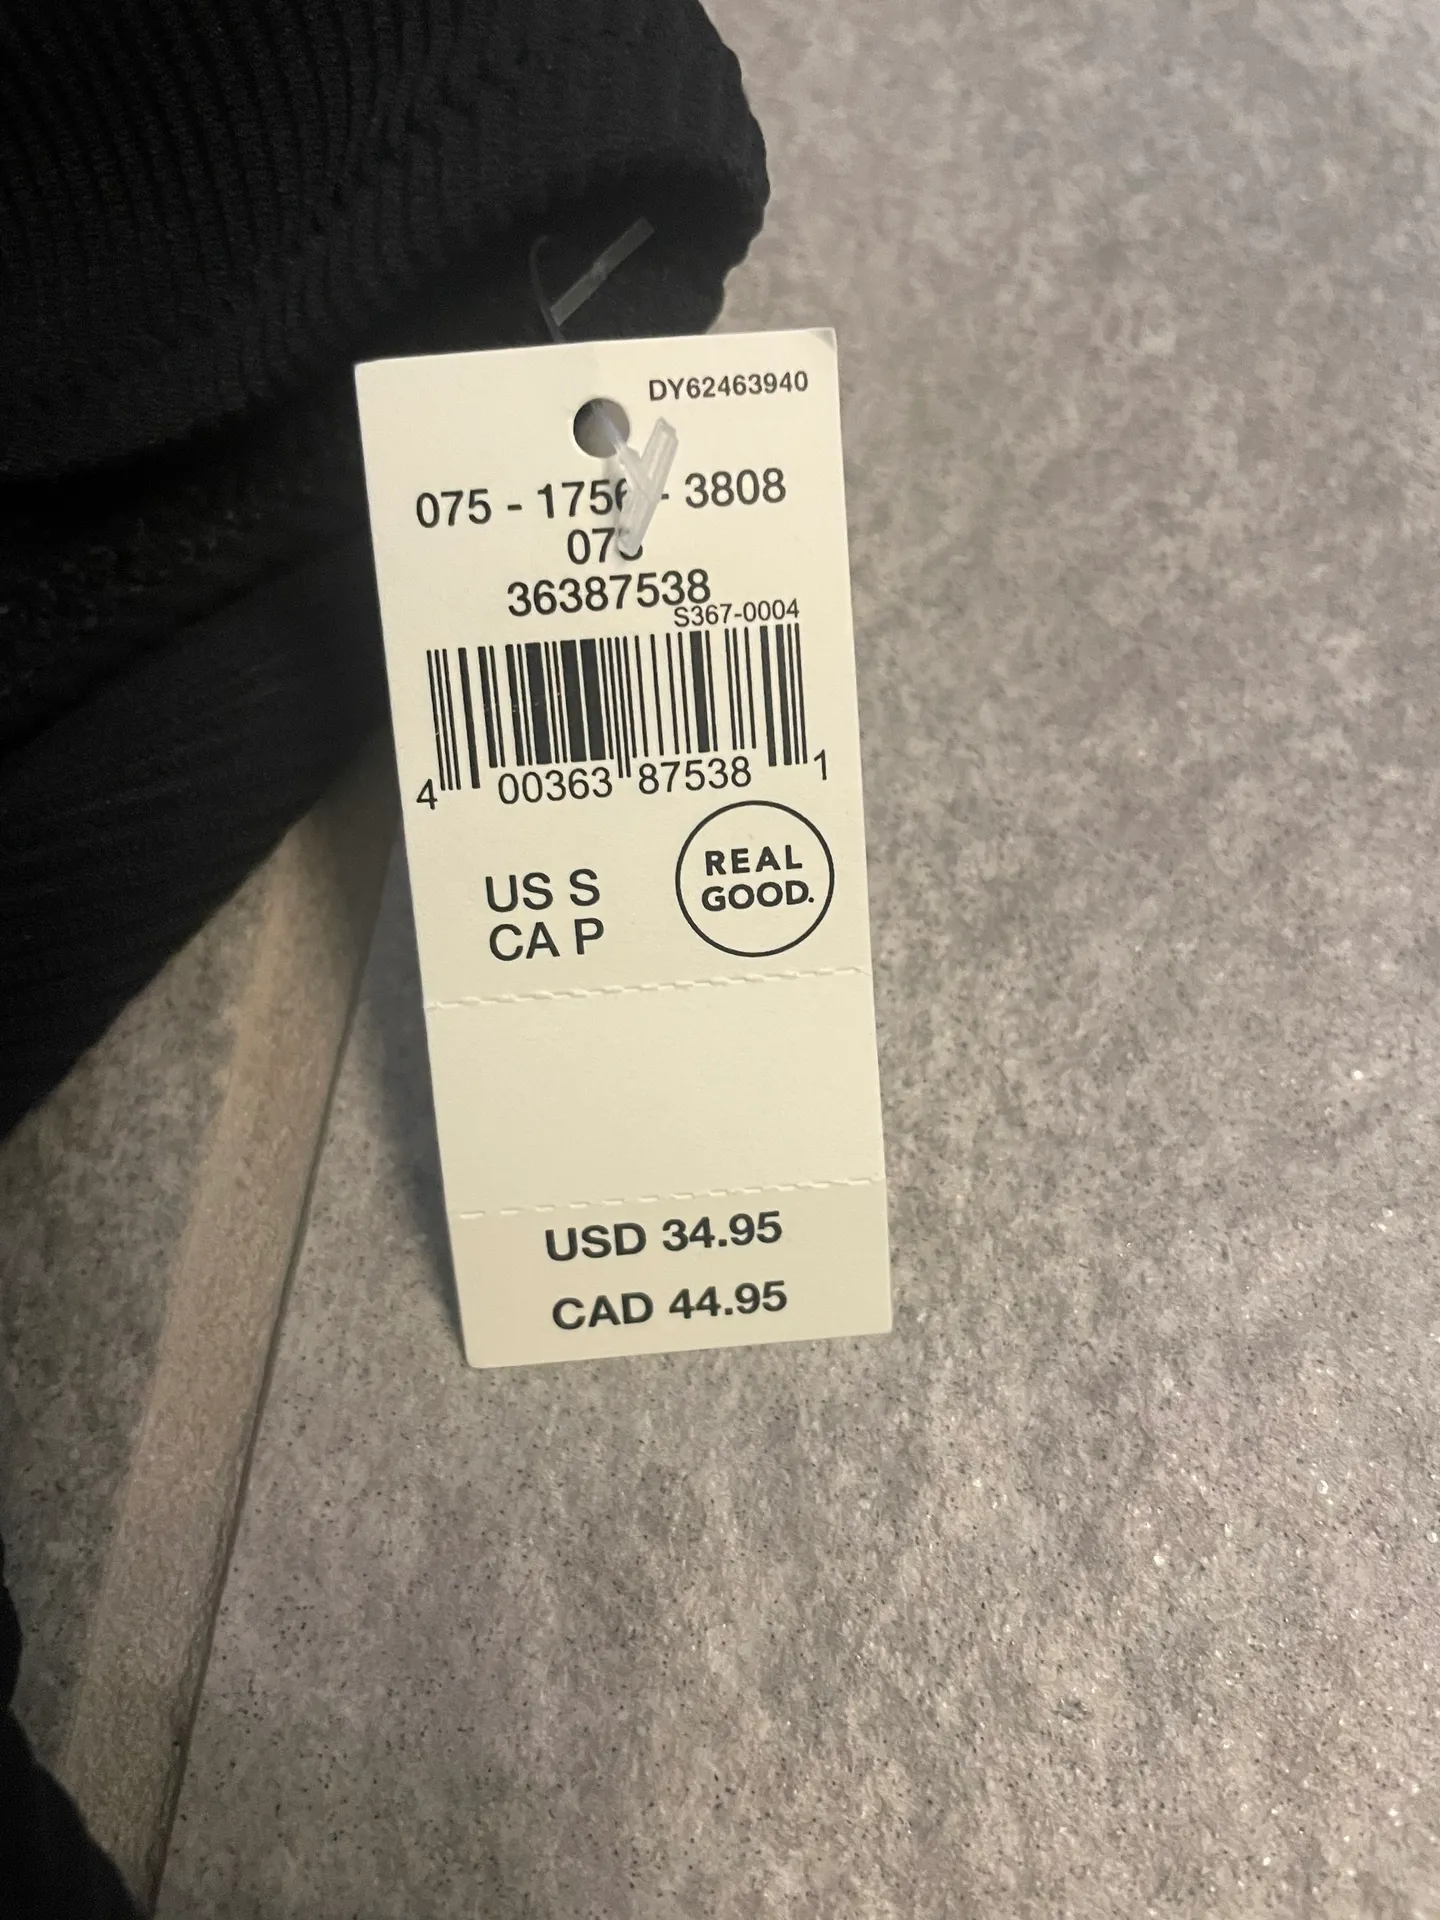 DY62463940
075 - 1756 - 3808
36387538
S367-0004
4 00363 87538 1
REAL
GOOD.
US S
CA P
USD 34.95
CAD 44.95